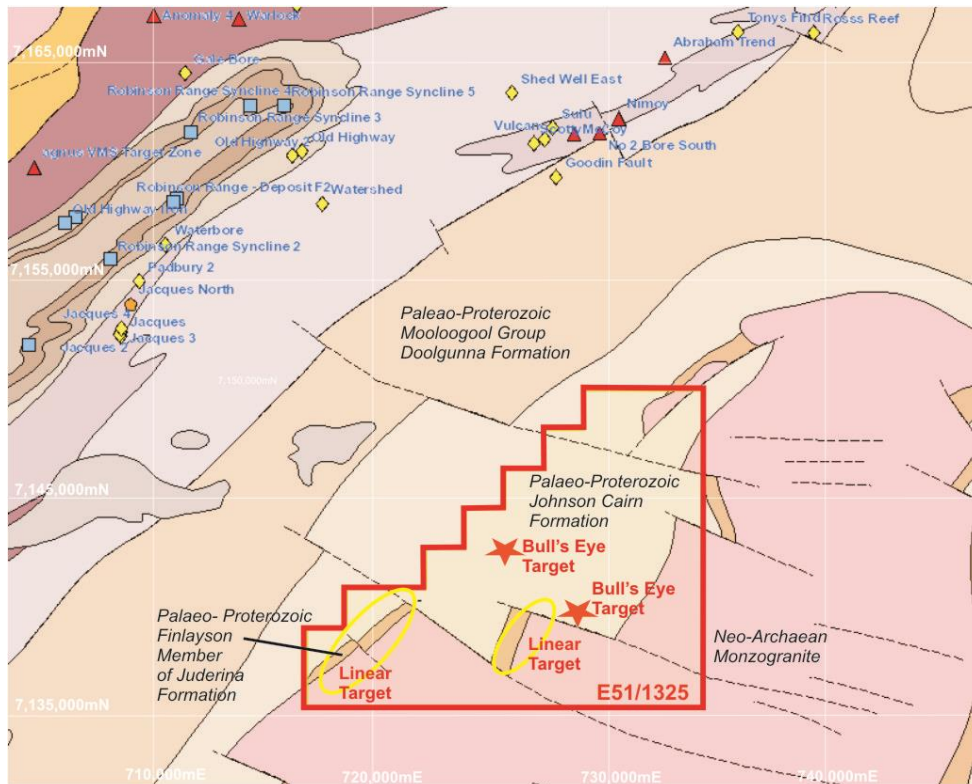 Anomaly 4
Warlock
Tonys Find
Rosss Reef
7,165,000mN
Gale Bore
Abraham Trend
Robinson Range Syncline 4
Robinson Range Syncline 5
Shed Well East
Robinson Range Syncline 3
Sulu
Nimoy
Vulcan
Scotty
McCoy
Old Highway 2
Old Highway
No 2 Bore South
agnus VMS Target Zone
Goodin Fault
Robinson Range - Deposit F2
Watershed
Old Highway Iron
Waterbore
Robinson Range Syncline 2
7,155,000mN
Padbury 2
Jacques North
Jacques 4
Jacques
Jacques 3
Jacques 2
Palaeo-Proterozoic
Mooloogool Group
Doolgunna Formation
7,150,000mN
7,145,000mN
Palaeo-Proterozoic
Johnson Cairn
Formation
Bull's Eye
Target
Bull's Eye
Target
Palaeo- Proterozoic
Finlayson
Member
of Juderina
Formation
Linear
Target
Linear
Target
Neo-Archaean
Monzogranite
E51/1325
7,135,000mN
710,000mE
720,000mE
730,000mE
740,000mE